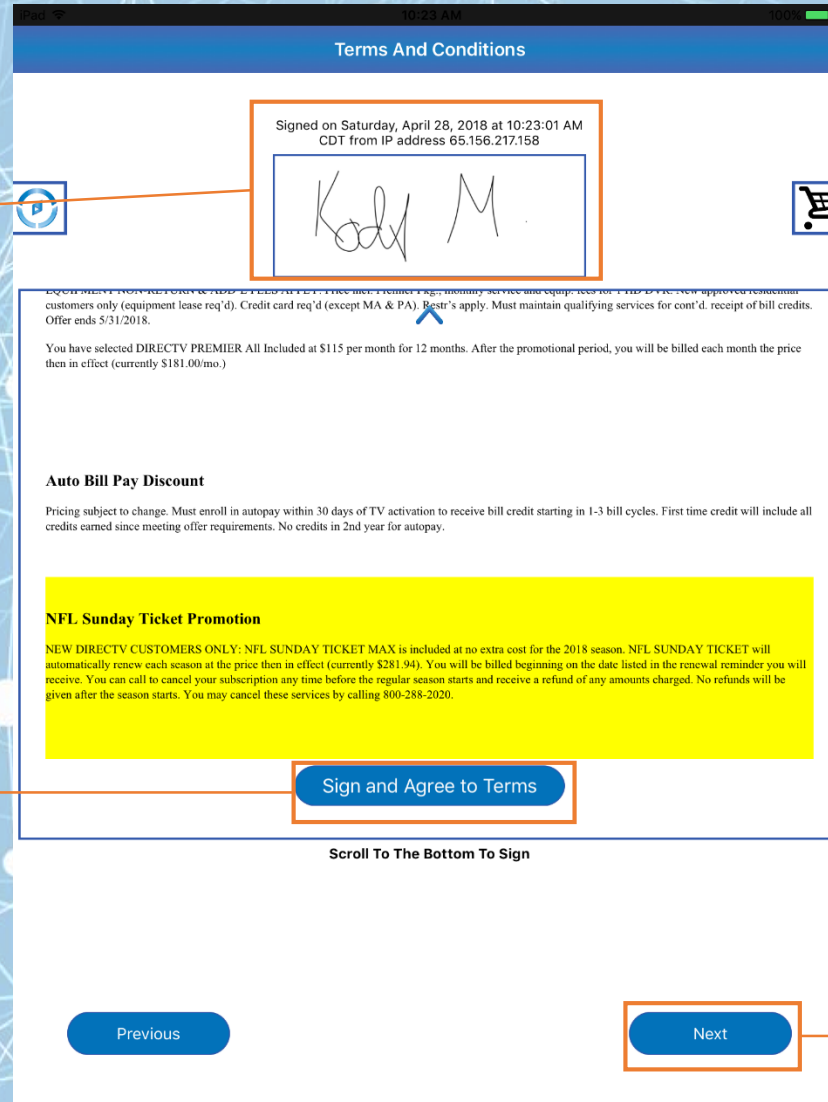 iPad 10:23 AM 100%
Terms And Conditions
Signed on Saturday, April 28, 2018 at 10:23:01 AM
CDT from IP address 65.156.217.158
Kody M.
customers only (equipment lease req'd). Credit card req'd (except MA & PA). Restr's apply. Must maintain qualifying services for cont'd. receipt of bill credits.
Offer ends 5/31/2018.
You have selected DIRECTV PREMIER All Included at $115 per month for 12 months. After the promotional period, you will be billed each month the price
then in effect (currently $181.00/mo.)
Auto Bill Pay Discount
Pricing subject to change. Must enroll in autopay within 30 days of TV activation to receive bill credit starting in 1-3 bill cycles. First time credit will include all
credits earned since meeting offer requirements. No credits in 2nd year for autopay.
NFL Sunday Ticket Promotion
NEW DIRECTV CUSTOMERS ONLY: NFL SUNDAY TICKET MAX is included at no extra cost for the 2018 season. NFL SUNDAY TICKET will
automatically renew each season at the price then in effect (currently $281.94). You will be billed beginning on the date listed in the renewal reminder you will
receive. You can call to cancel your subscription any time before the regular season starts and receive a refund of any amounts charged. No refunds will be
given after the season starts. You may cancel these services by calling 800-288-2020.
Sign and Agree to Terms
Scroll To The Bottom To Sign
Previous Next